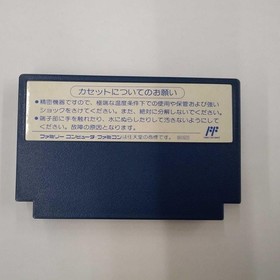 カセットについてのお願い
●精密機器ですので、極端な温度条件下での使用や保管および強い
ショックをさけてください。また、絶対に分解しないでください。
●端子部に手を触れたり、水にぬらしたりして汚さないようにして
ください。故障の原因となります。
ファミリーコンピュータ ファミコンは任天堂の商標です。